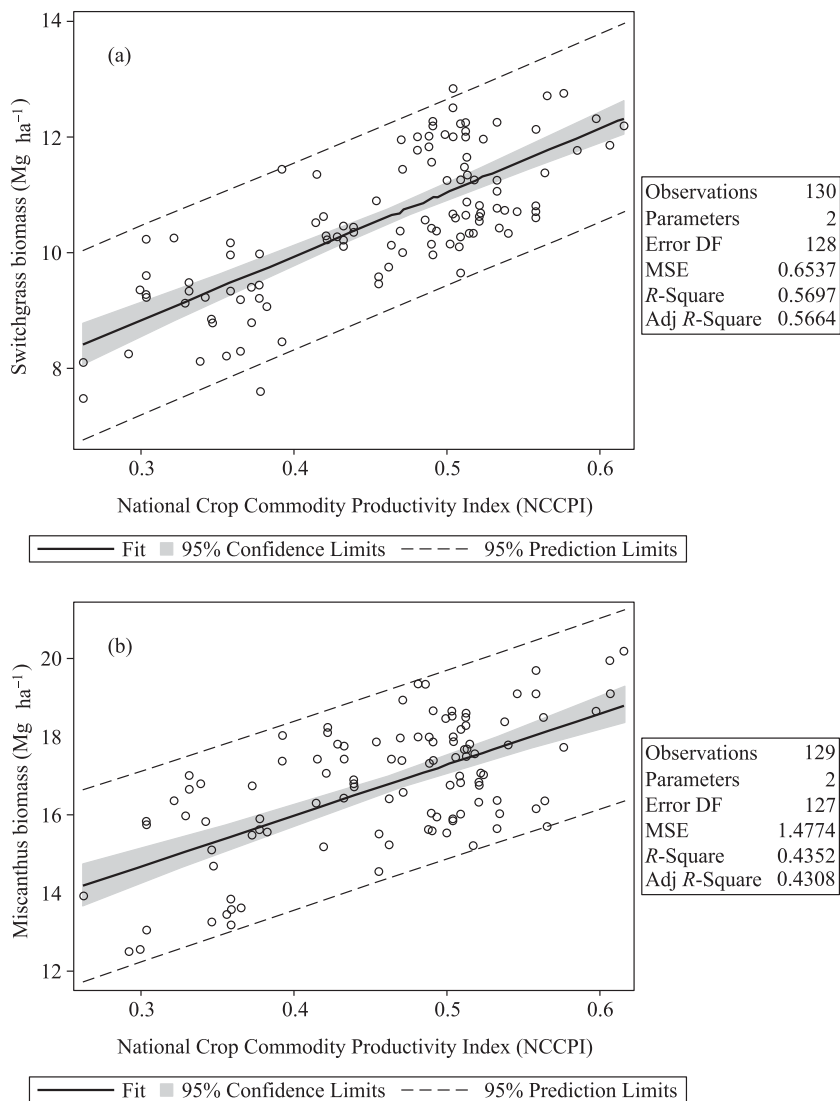 14
(a)
12
10
8
Switchgrass biomass (Mg ha⁻¹)
0.3 0.4 0.5 0.6
National Crop Commodity Productivity Index (NCCPI)
Fit 95% Confidence Limits 95% Prediction Limits
Observations 130
Parameters 2
Error DF 128
MSE 0.6537
R-Square 0.5697
Adj R-Square 0.5664
(b)
20
18
16
14
12
Miscanthus biomass (Mg ha⁻¹)
0.3 0.4 0.5 0.6
National Crop Commodity Productivity Index (NCCPI)
Fit 95% Confidence Limits 95% Prediction Limits
Observations 129
Parameters 2
Error DF 127
MSE 1.4774
R-Square 0.4352
Adj R-Square 0.4308